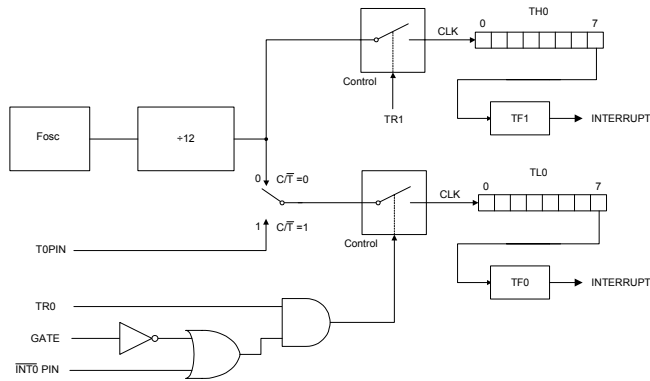 TH0
0 7
CLK
Control
TF1 INTERRUPT
TR1
Fosc ÷12
TL0
0 C/T̅ =0
0 7
CLK
1 C/T̅ =1
Control
T0PIN
TF0 INTERRUPT
TR0
GATE
I̅N̅T̅0̅ PIN